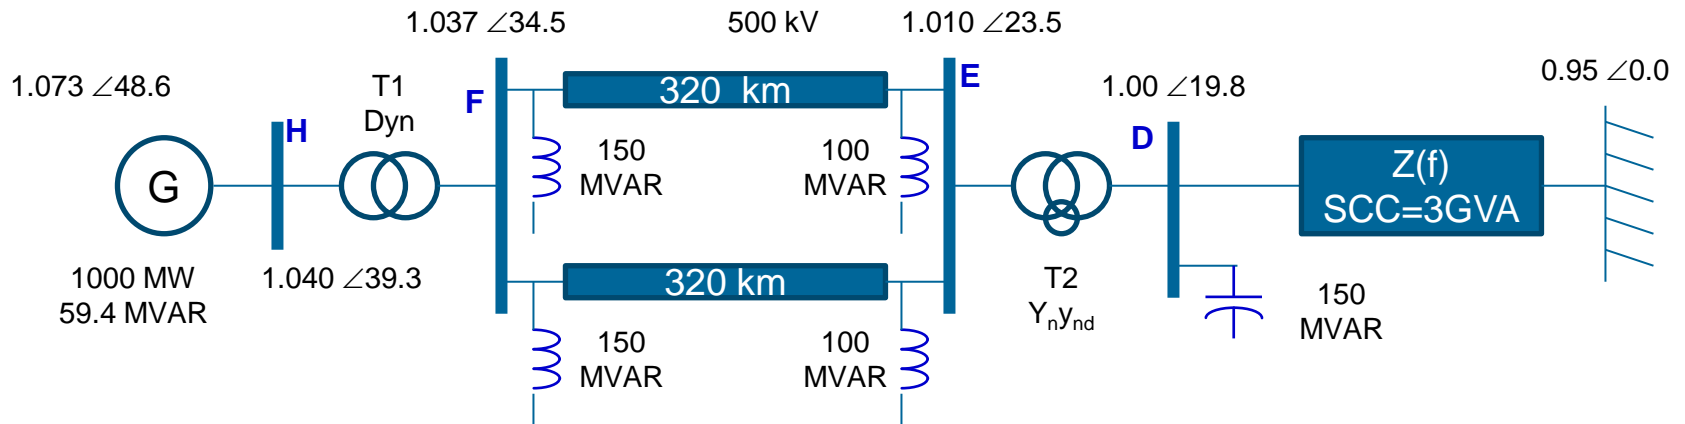 1.037 ∠34.5
500 kV
1.010 ∠23.5
1.073 ∠48.6
T1
Dyn
F
320 km
E
1.00 ∠19.8
0.95 ∠0.0
H
D
150
MVAR
100
MVAR
G
Z(f)
SCC=3GVA
1000 MW
59.4 MVAR
1.040 ∠39.3
320 km
T2
Yₙyₙd
150
MVAR
150
MVAR
100
MVAR